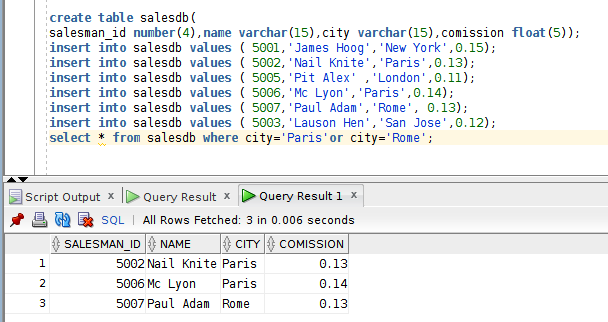 create table salesdb(
salesman_id number(4),name varchar(15),city varchar(15),comission float(5));
insert into salesdb values ( 5001,'James Hoog','New York',0.15);
insert into salesdb values ( 5002,'Nail Knite','Paris',0.13);
insert into salesdb values ( 5005,'Pit Alex' ,'London',0.11);
insert into salesdb values ( 5006,'Mc Lyon','Paris',0.14);
insert into salesdb values ( 5007,'Paul Adam','Rome', 0.13);
insert into salesdb values ( 5003,'Lauson Hen','San Jose',0.12);
select * from salesdb where city='Paris'or city='Rome';
Script Output x Query Result x Query Result 1 x
SQL | All Rows Fetched: 3 in 0.006 seconds
SALESMAN_ID NAME CITY COMISSION
1 5002 Nail Knite Paris 0.13
2 5006 Mc Lyon Paris 0.14
3 5007 Paul Adam Rome 0.13